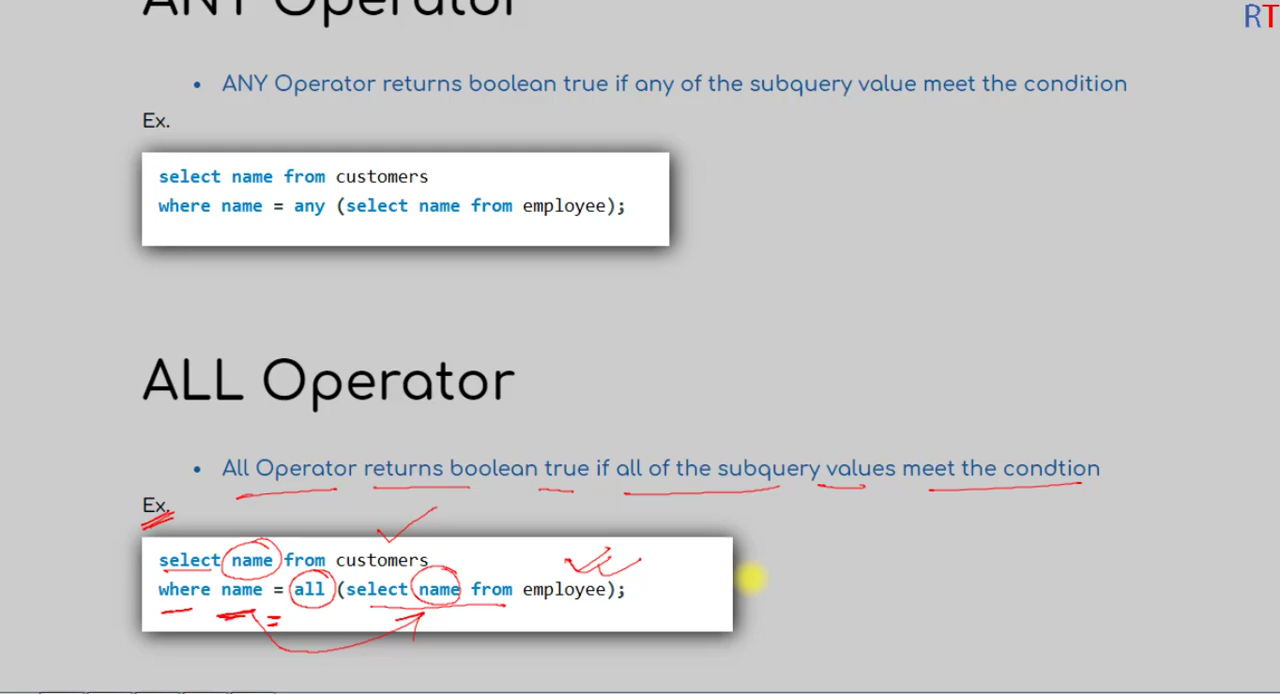 ANY Operator
RT
• ANY Operator returns boolean true if any of the subquery value meet the condition
Ex.
select name from customers
where name = any (select name from employee);
ALL Operator
• All Operator returns boolean true if all of the subquery values meet the condtion
Ex.
select name from customers
where name = all (select name from employee);